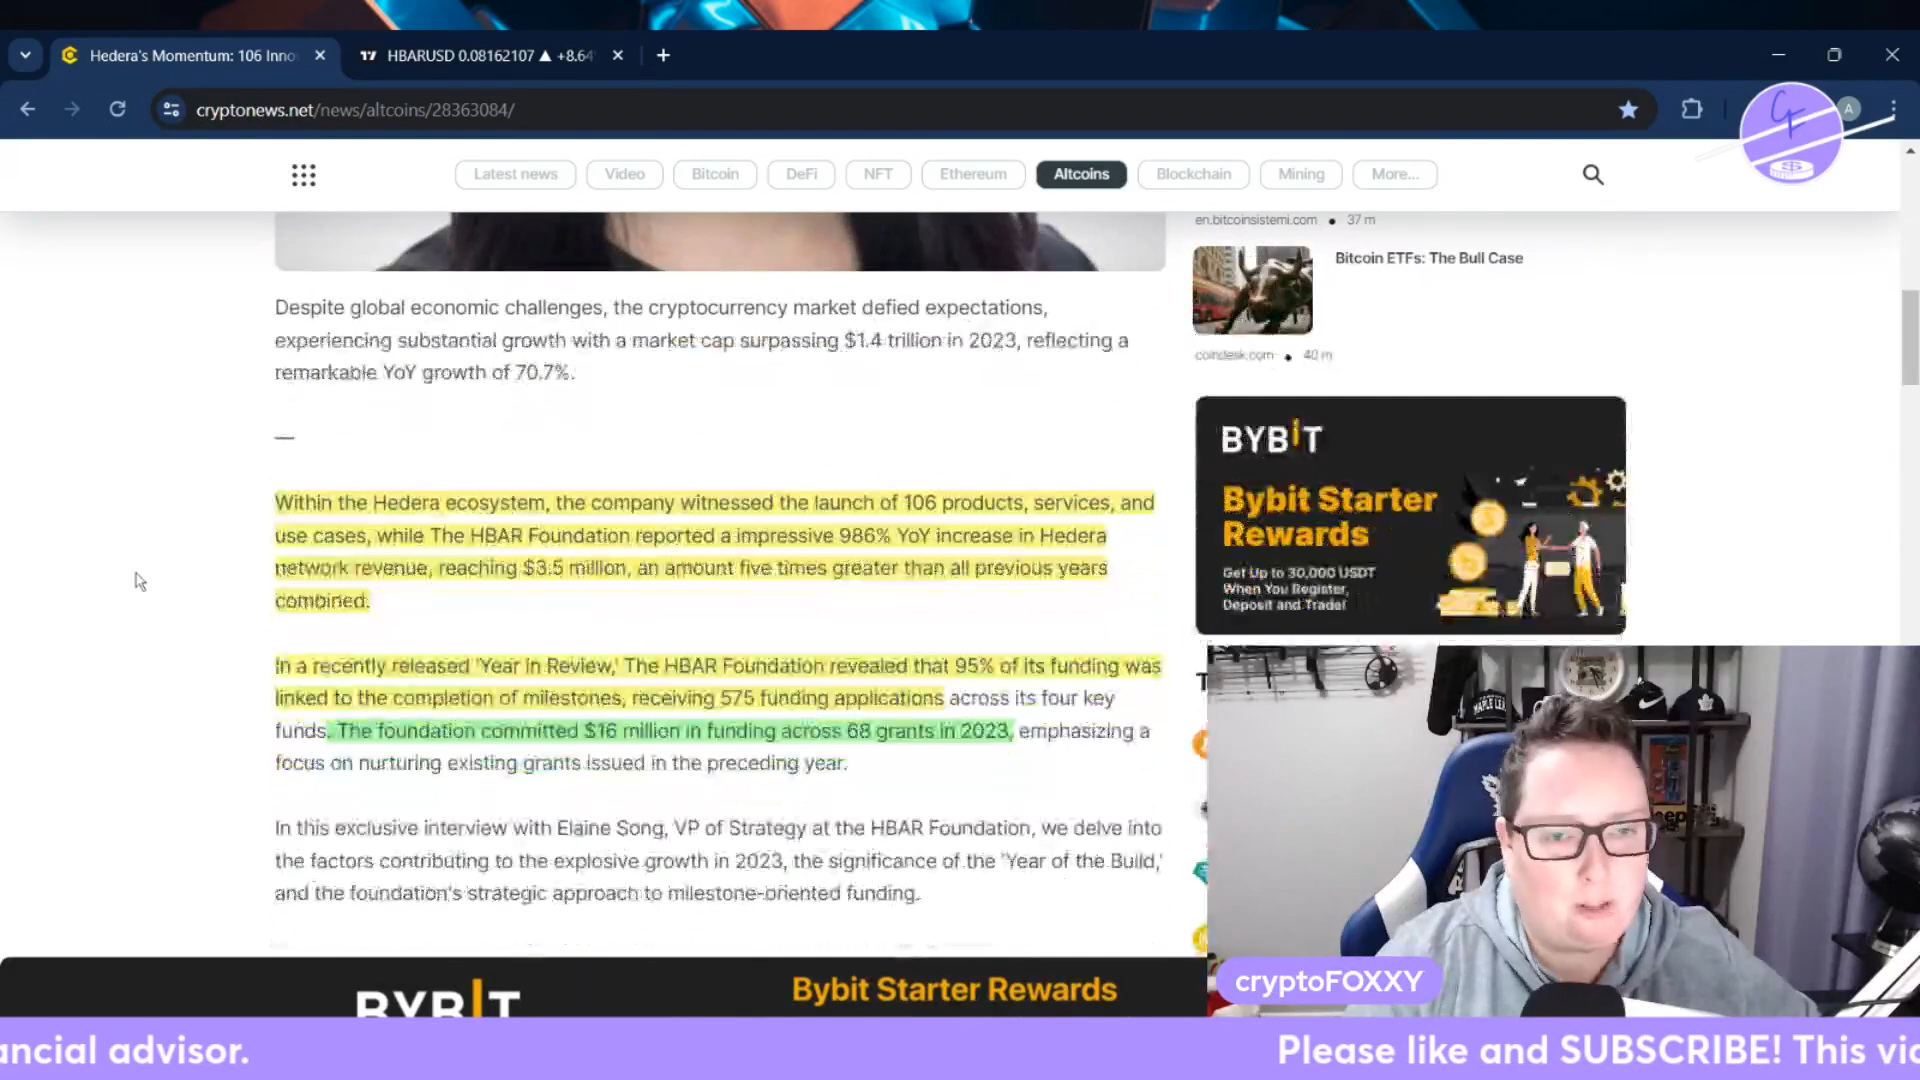 Hedera's Momentum: 106 Inno
HBARUSD 0.08162107 ▲ +8.64
cryptonews.net/news/altcoins/28363084/
A
Latest news
Video
Bitcoin
DeFi
NFT
Ethereum
Altcoins
Blockchain
Mining
More...
en.bitcoinsistemi.com • 37 m
Bitcoin ETFs: The Bull Case
coindesk.com • 40 m
Despite global economic challenges, the cryptocurrency market defied expectations,
experiencing substantial growth with a market cap surpassing $1.4 trillion in 2023, reflecting a
remarkable YoY growth of 70.7%.
—
Within the Hedera ecosystem, the company witnessed the launch of 106 products, services, and
use cases, while The HBAR Foundation reported a impressive 986% YoY increase in Hedera
network revenue, reaching $3.5 million, an amount five times greater than all previous years
combined.
In a recently released 'Year in Review,' The HBAR Foundation revealed that 95% of its funding was
linked to the completion of milestones, receiving 575 funding applications across its four key
funds. The foundation committed $16 million in funding across 68 grants in 2023, emphasizing a
focus on nurturing existing grants issued in the preceding year.
In this exclusive interview with Elaine Song, VP of Strategy at the HBAR Foundation, we delve into
the factors contributing to the explosive growth in 2023, the significance of the 'Year of the Build,'
and the foundation's strategic approach to milestone-oriented funding.
BYBIT
Bybit Starter
Rewards
Get Up to 30,000 USDT
When You Register,
Deposit and Trade!
MAPLE LEA
BYBIT
Bybit Starter Rewards
cryptoFOXXY
ancial advisor.
Please like and SUBSCRIBE! This vid